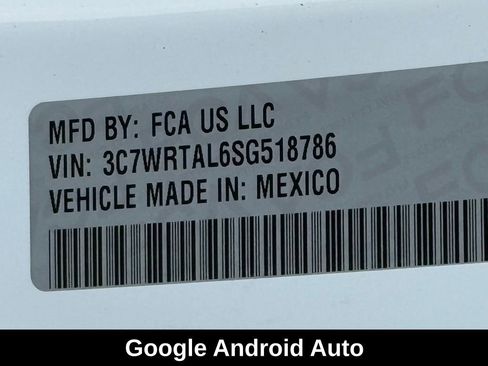 MFD BY: FCA US LLC
VIN: 3C7WRTAL6SG518786
VEHICLE MADE IN: MEXICO
Google Android Auto